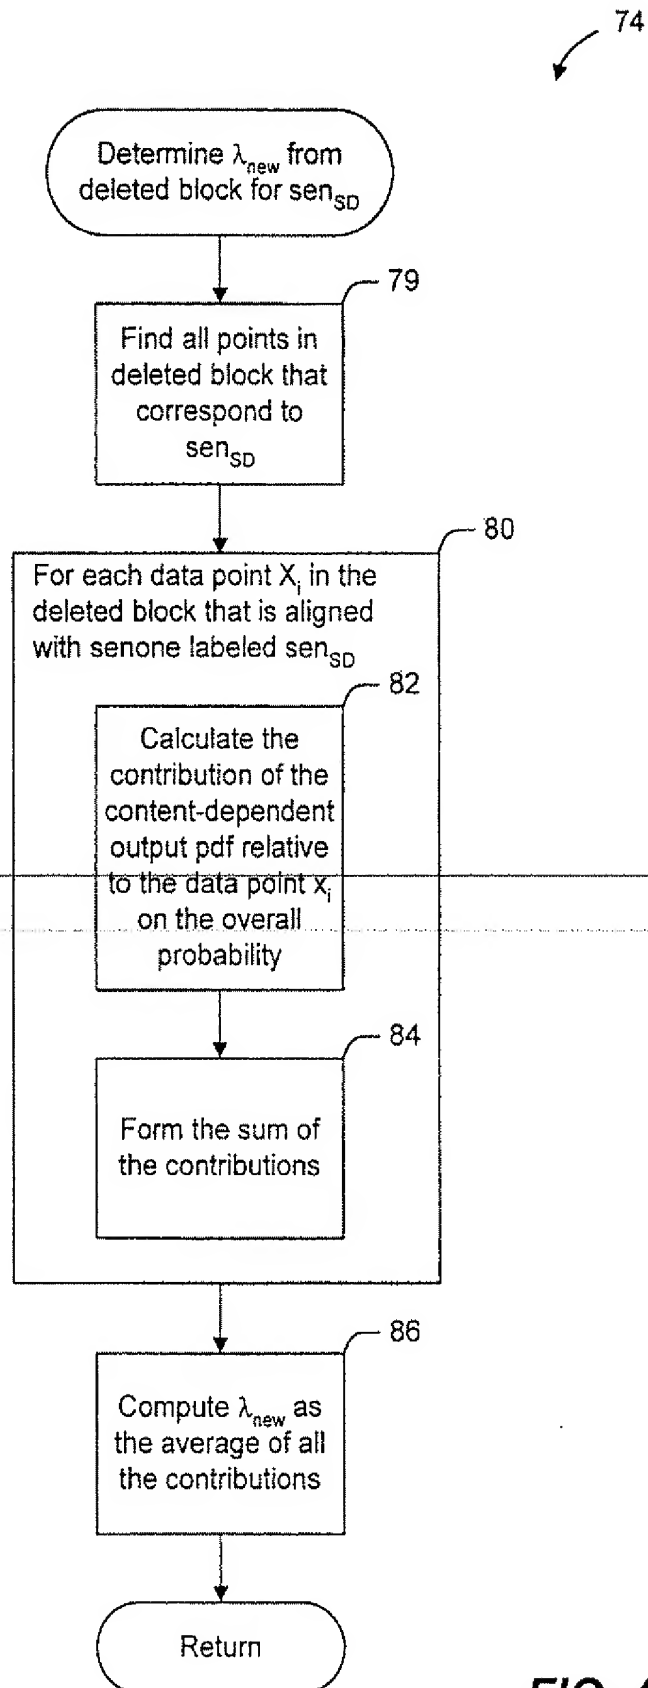 74
Determine λnew from
deleted block for senSD
79
Find all points in
deleted block that
correspond to
senSD
80
For each data point Xi in the
deleted block that is aligned
with senone labeled senSD
82
Calculate the
contribution of the
content-dependent
output pdf relative
to the data point xi
on the overall
probability
84
Form the sum of
the contributions
86
Compute λnew as
the average of all
the contributions
Return
FIG.